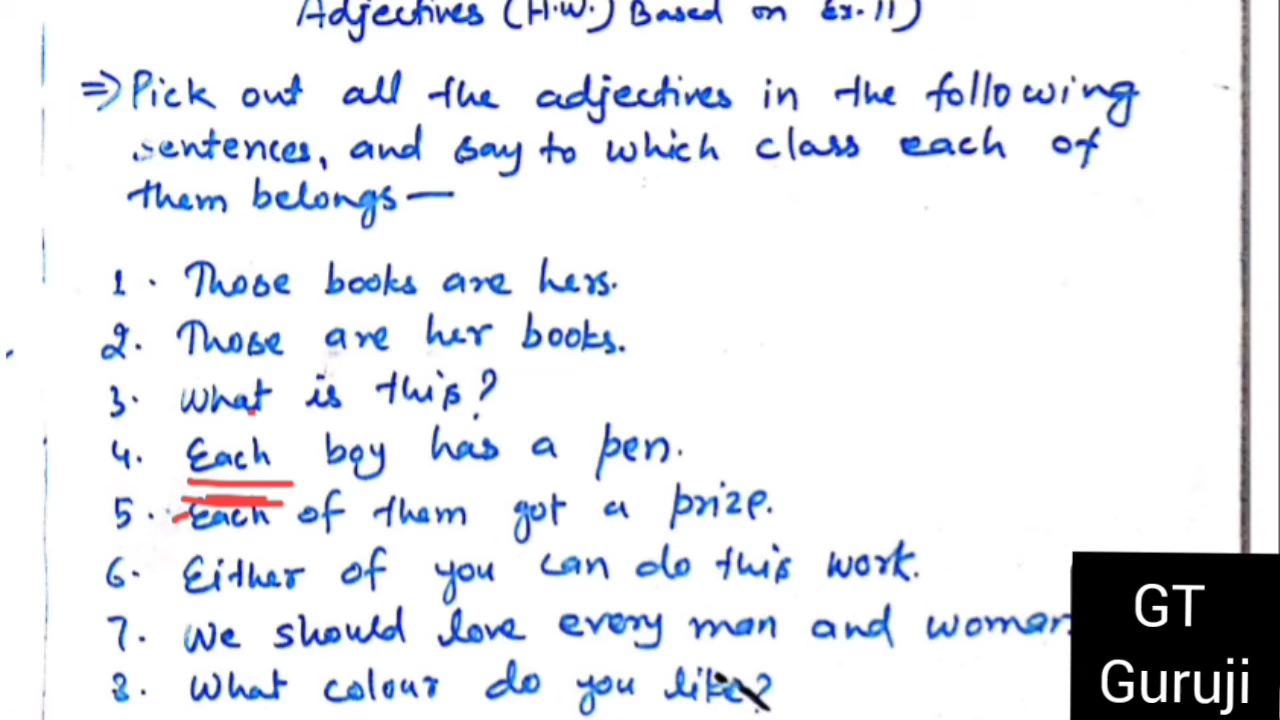 Adjectives (H.W.) Based on Ex. 11)
⇒ Pick out all the adjectives in the following
sentences, and say to which class each of
them belongs —
1. Those books are hers.
2. Those are her books.
3. What is this?
4. Each boy has a pen.
5. Each of them got a prize.
6. Either of you can do this work.
7. We should love every man and woman.
8. What colour do you like?
GT
Guruji